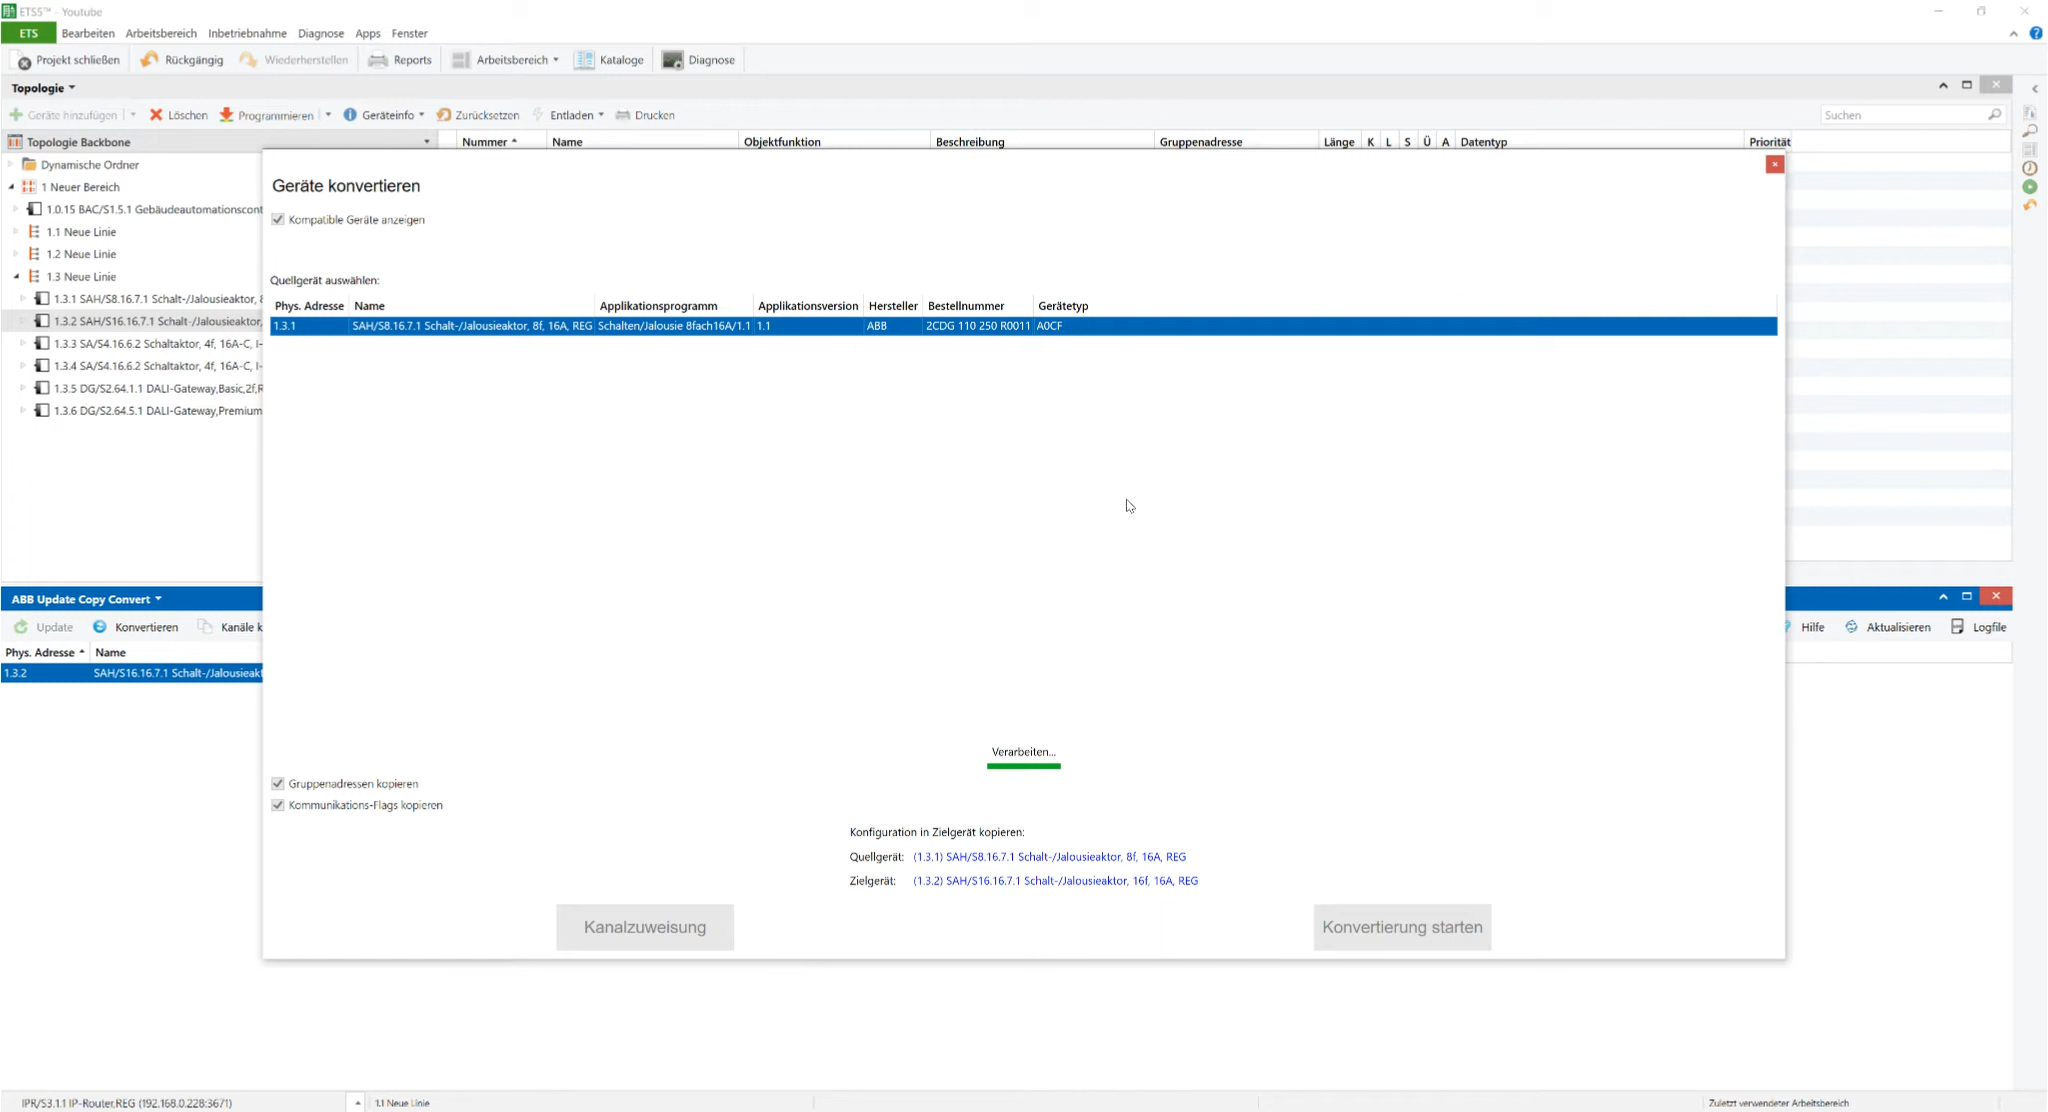 ETS5™ - Youtube
ETS Bearbeiten Arbeitsbereich Inbetriebnahme Diagnose Apps Fenster
Projekt schließen Rückgängig Wiederherstellen Reports Arbeitsbereich Kataloge Diagnose
Topologie
Geräte hinzufügen Löschen Programmieren Geräteinfo Zurücksetzen Entladen Drucken Suchen
Topologie Backbone Nummer Name Objektfunktion Beschreibung Gruppenadresse Länge K L S Ü A Datentyp Priorität
Dynamische Ordner
1 Neuer Bereich
1.0.15 BAC/S1.5.1 Gebäudeautomationscont
1.1 Neue Linie
1.2 Neue Linie
1.3 Neue Linie
1.3.1 SAH/S8.16.7.1 Schalt-/Jalousieaktor, 8
1.3.2 SAH/S16.16.7.1 Schalt-/Jalousieaktor,
1.3.3 SA/S4.16.6.2 Schaltaktor, 4f, 16A-C, I-
1.3.4 SA/S4.16.6.2 Schaltaktor, 4f, 16A-C, I-
1.3.5 DG/S2.64.1.1 DALI-Gateway,Basic,2f,R
1.3.6 DG/S2.64.5.1 DALI-Gateway,Premium
Geräte konvertieren
Kompatible Geräte anzeigen
Quellgerät auswählen:
Phys. Adresse Name Applikationsprogramm Applikationsversion Hersteller Bestellnummer Gerätetyp
1.3.1 SAH/S8.16.7.1 Schalt-/Jalousieaktor, 8f, 16A, REG Schalten/Jalousie 8fach16A/1.1 1.1 ABB 2CDG 110 250 R0011 A0CF
ABB Update Copy Convert
Update Konvertieren Kanäle k Hilfe Aktualisieren Logfile
Phys. Adresse Name
1.3.2 SAH/S16.16.7.1 Schalt-/Jalousieakt
Verarbeiten...
Gruppenadressen kopieren
Kommunikations-Flags kopieren
Konfiguration in Zielgerät kopieren:
Quellgerät: (1.3.1) SAH/S8.16.7.1 Schalt-/Jalousieaktor, 8f, 16A, REG
Zielgerät: (1.3.2) SAH/S16.16.7.1 Schalt-/Jalousieaktor, 16f, 16A, REG
Kanalzuweisung Konvertierung starten
IPR/S3.1.1 IP-Router,REG (192.168.0.228:3671) 1.1 Neue Linie Zuletzt verwendeter Arbeitsbereich